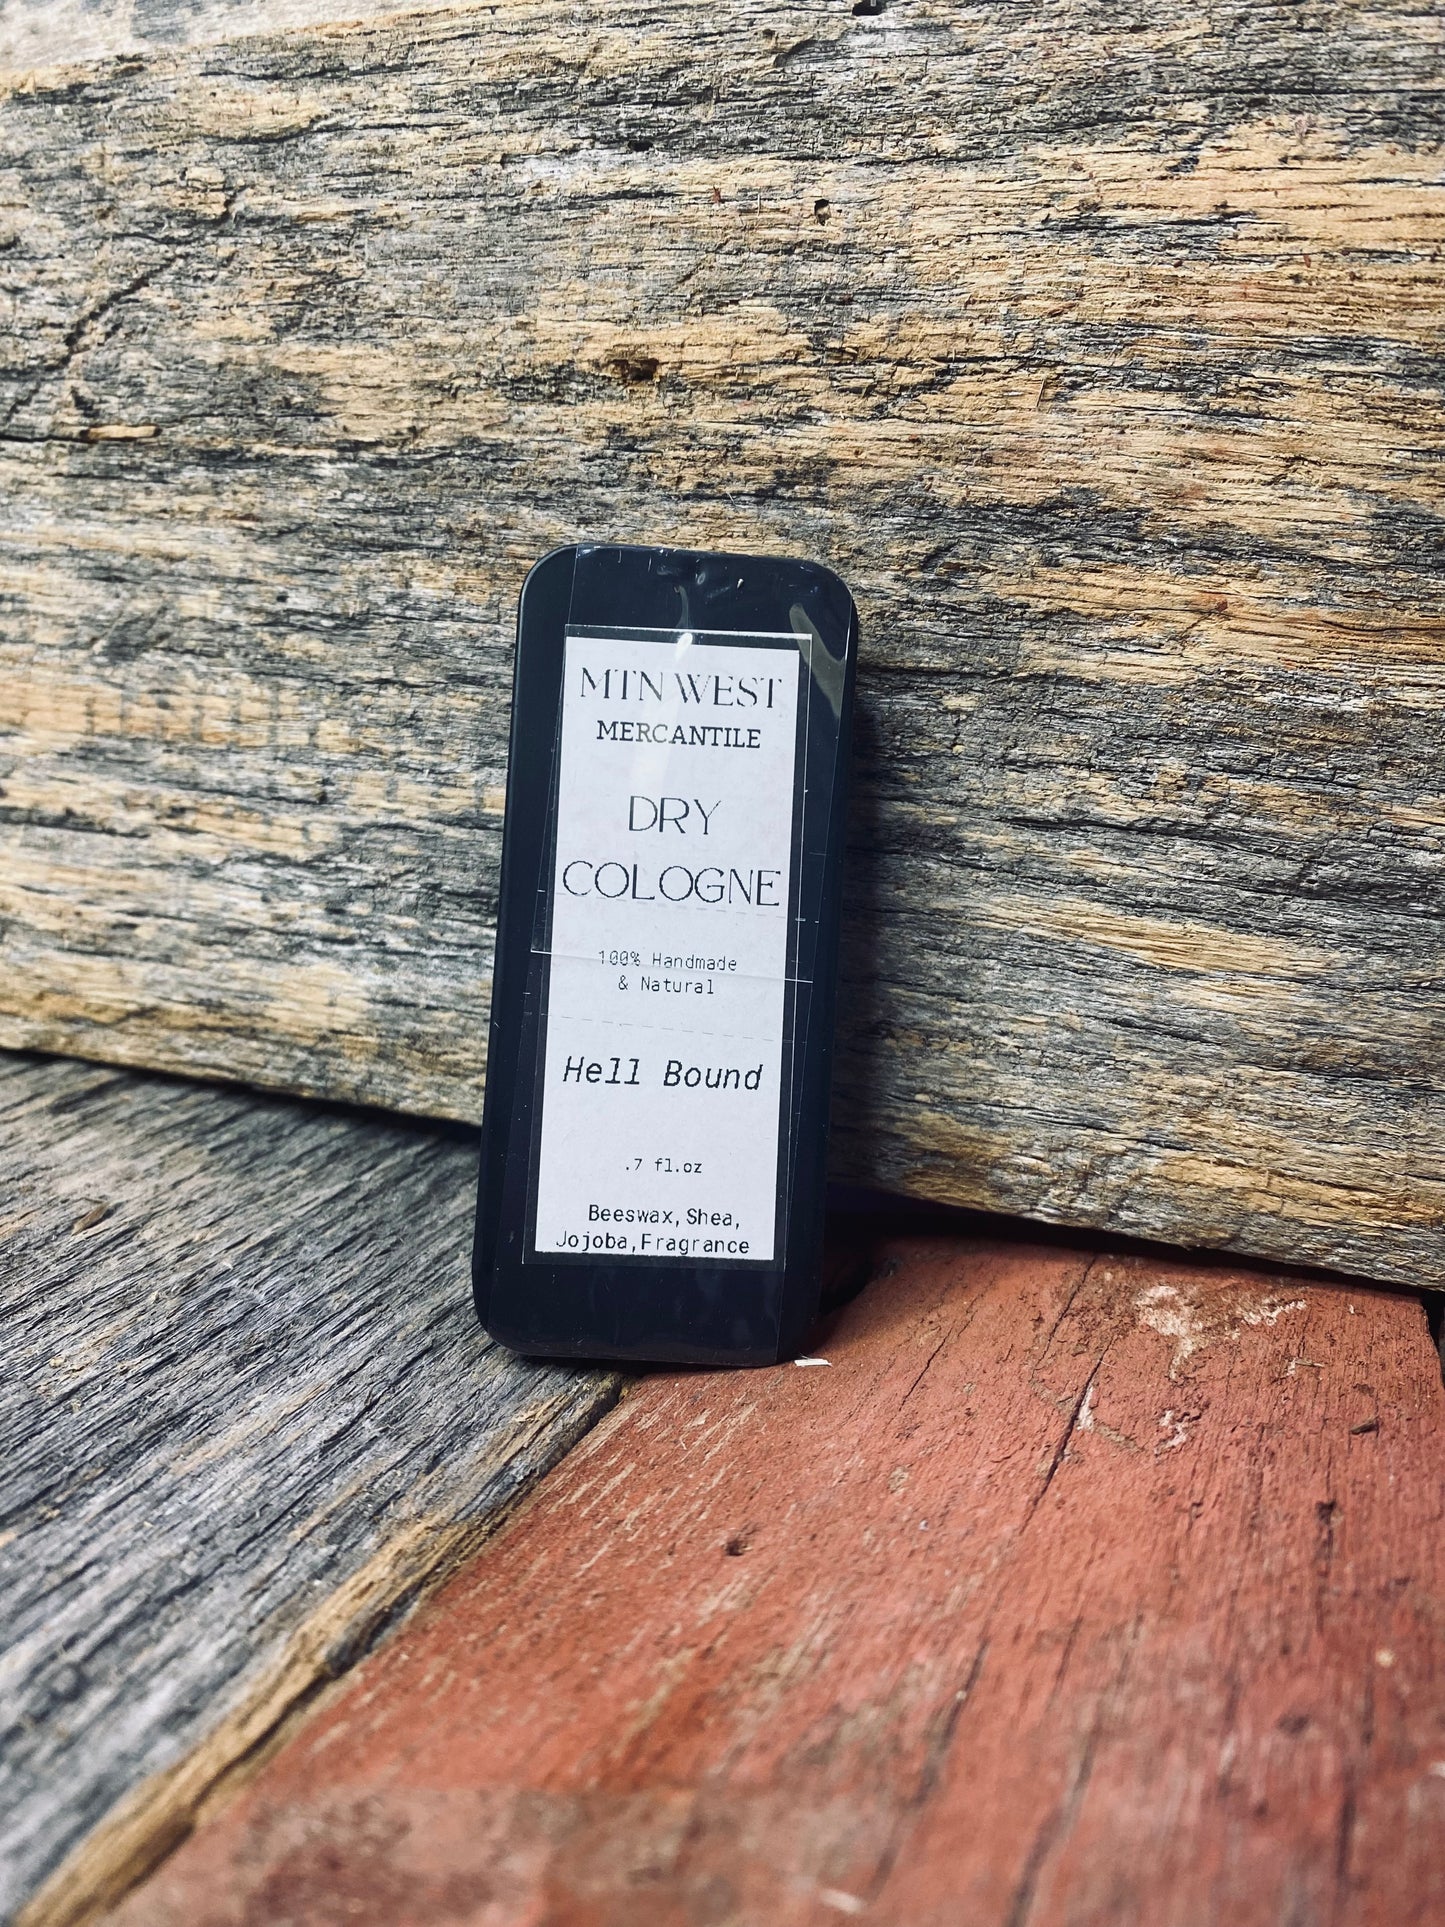 MTN WEST
MERCANTILE
DRY
COLOGNE
100% Handmade
& Natural
Hell Bound
.7 fl.oz
Beeswax,Shea,
Jojoba,Fragrance